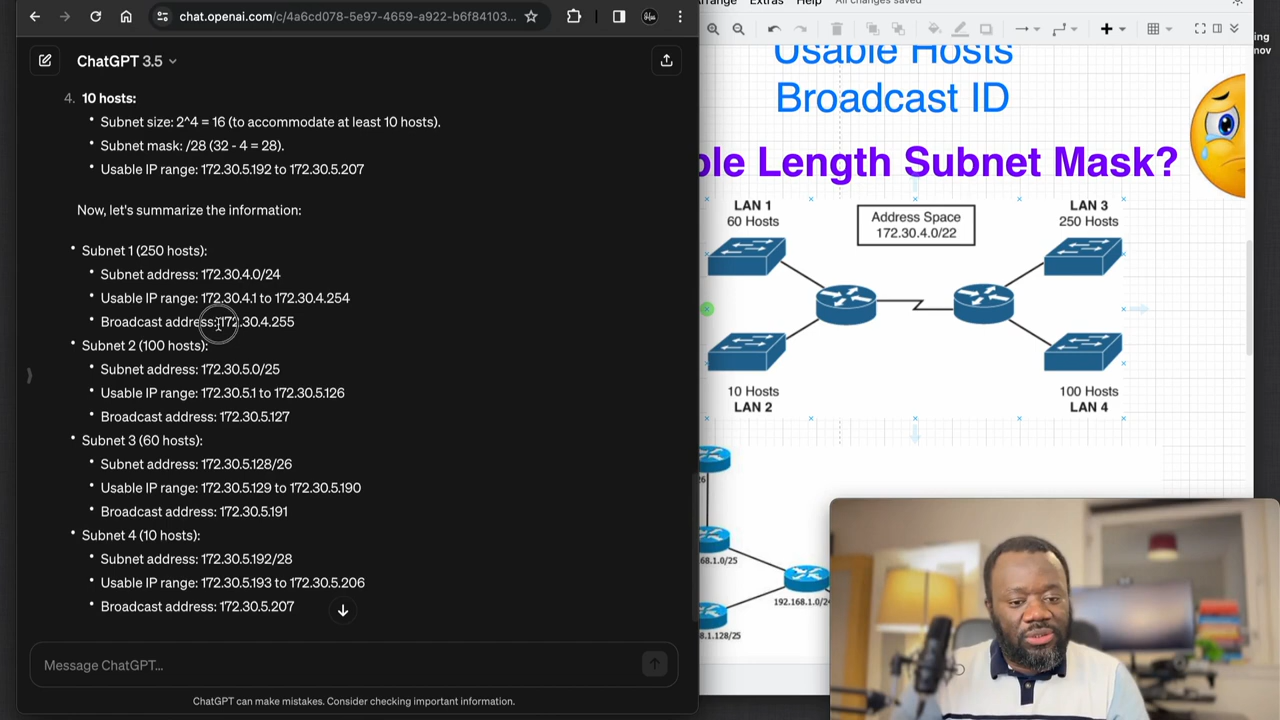 chat.openai.com/c/4a6cd078-5e97-4659-a922-b6f84103...
ChatGPT 3.5
4. 10 hosts:
• Subnet size: 2^4 = 16 (to accommodate at least 10 hosts).
• Subnet mask: /28 (32 - 4 = 28).
• Usable IP range: 172.30.5.192 to 172.30.5.207
Now, let's summarize the information:
• Subnet 1 (250 hosts):
• Subnet address: 172.30.4.0/24
• Usable IP range: 172.30.4.1 to 172.30.4.254
• Broadcast address: 172.30.4.255
• Subnet 2 (100 hosts):
• Subnet address: 172.30.5.0/25
• Usable IP range: 172.30.5.1 to 172.30.5.126
• Broadcast address: 172.30.5.127
• Subnet 3 (60 hosts):
• Subnet address: 172.30.5.128/26
• Usable IP range: 172.30.5.129 to 172.30.5.190
• Broadcast address: 172.30.5.191
• Subnet 4 (10 hosts):
Subnet address: 172.30.5.192/28
• Usable IP range: 172.30.5.193 to 172.30.5.206
• address: 172.30.5.207
Message ChatGPT...
ChatGPT can make mistakes. Consider checking important information.
Extras Help All changes saved
Usable Hosts
Broadcast ID
ble Length Subnet Mask?
LAN 1
60 Hosts
Address Space
172.30.4.0/22
LAN 3
250 Hosts
10 Hosts
LAN 2
100 Hosts
LAN 4
68.1.0/25
192.168.1.0/24
8.1.128/25